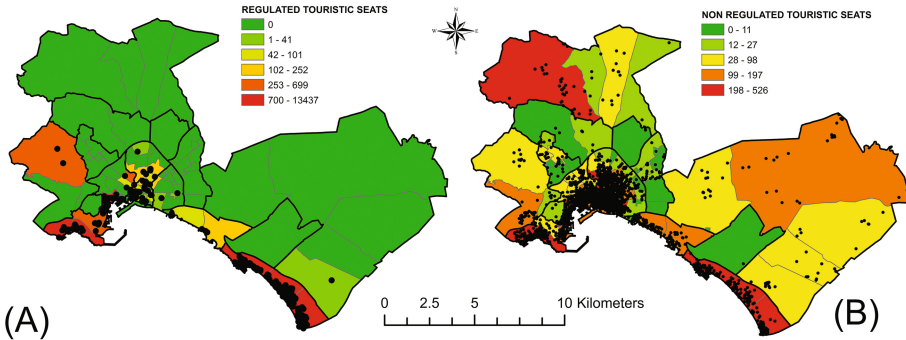 REGULATED TOURISTIC SEATS
0
1 - 41
42 - 101
102 - 252
253 - 699
700 - 13437
N
W E
S
NON REGULATED TOURISTIC SEATS
0 - 11
12 - 27
28 - 98
99 - 197
198 - 526
(A)
0 2.5 5 10 Kilometers
(B)